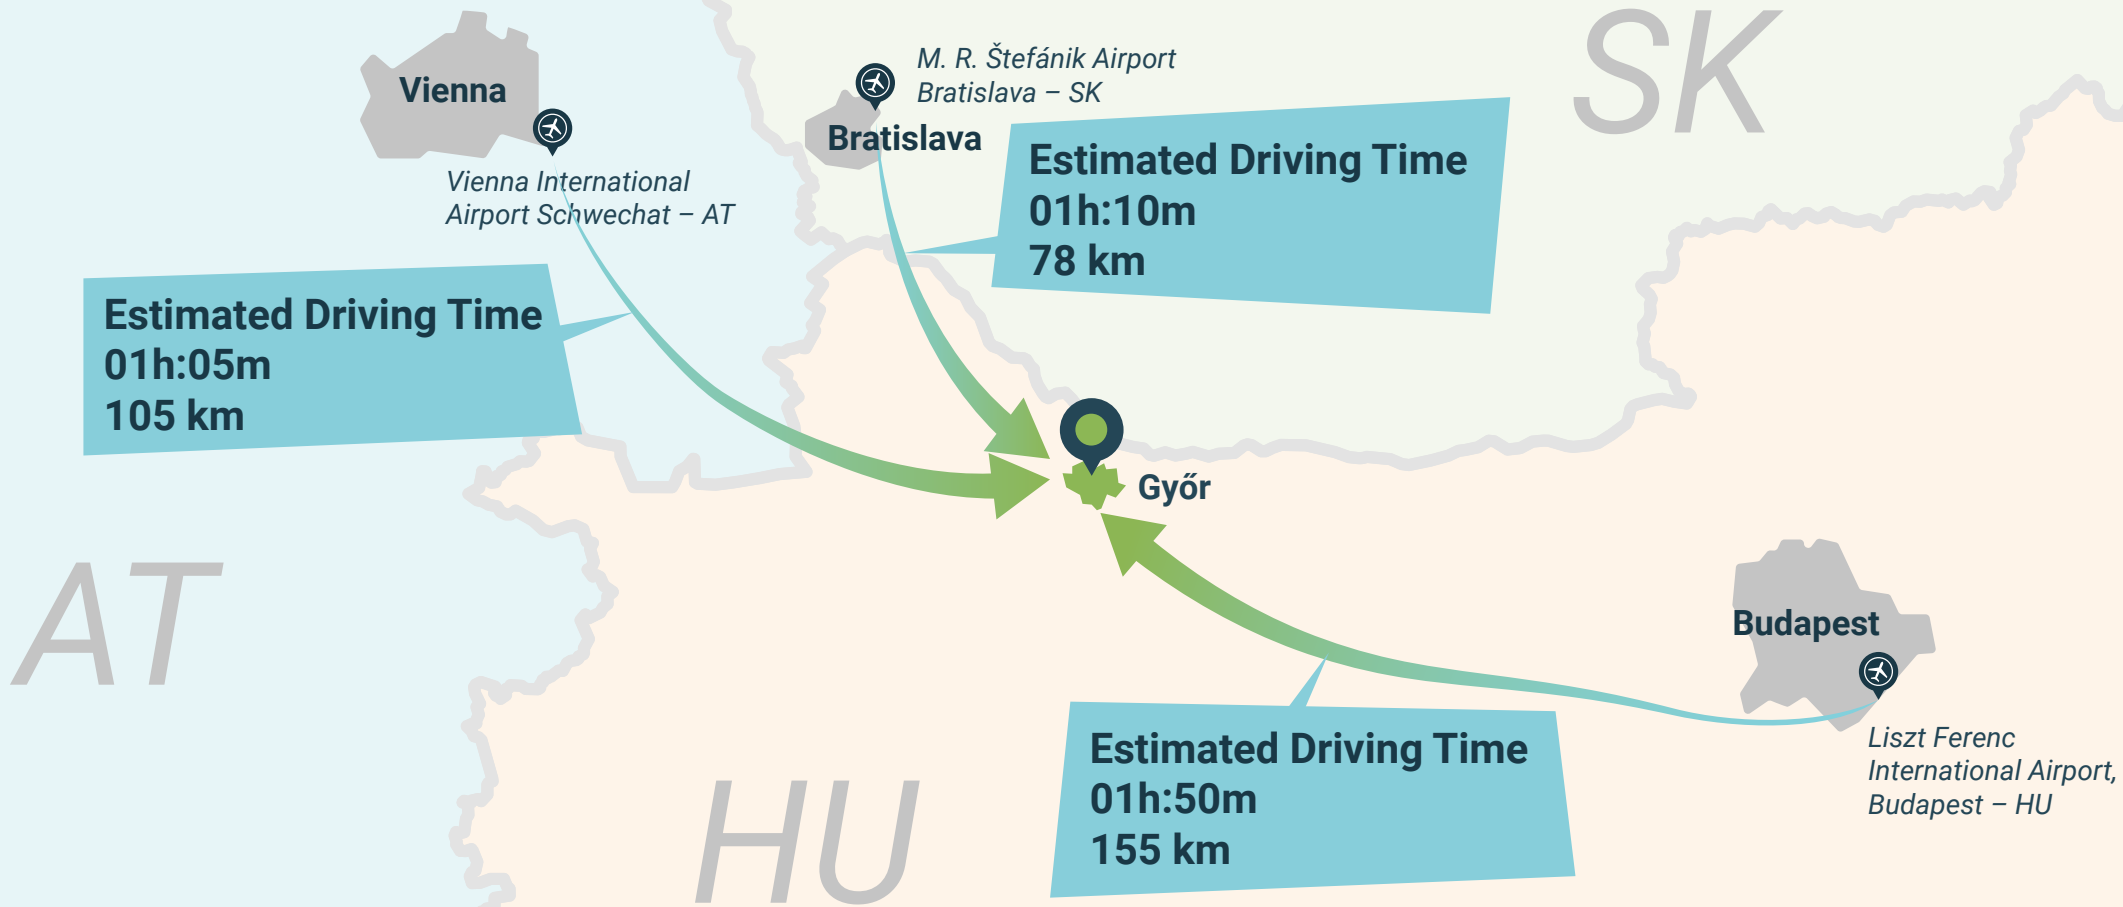 Vienna
Vienna International
Airport Schwechat – AT
M. R. Štefánik Airport
Bratislava – SK
Bratislava
SK
Estimated Driving Time
01h:10m
78 km
Estimated Driving Time
01h:05m
105 km
Győr
AT
HU
Budapest
Liszt Ferenc
International Airport,
Budapest – HU
Estimated Driving Time
01h:50m
155 km